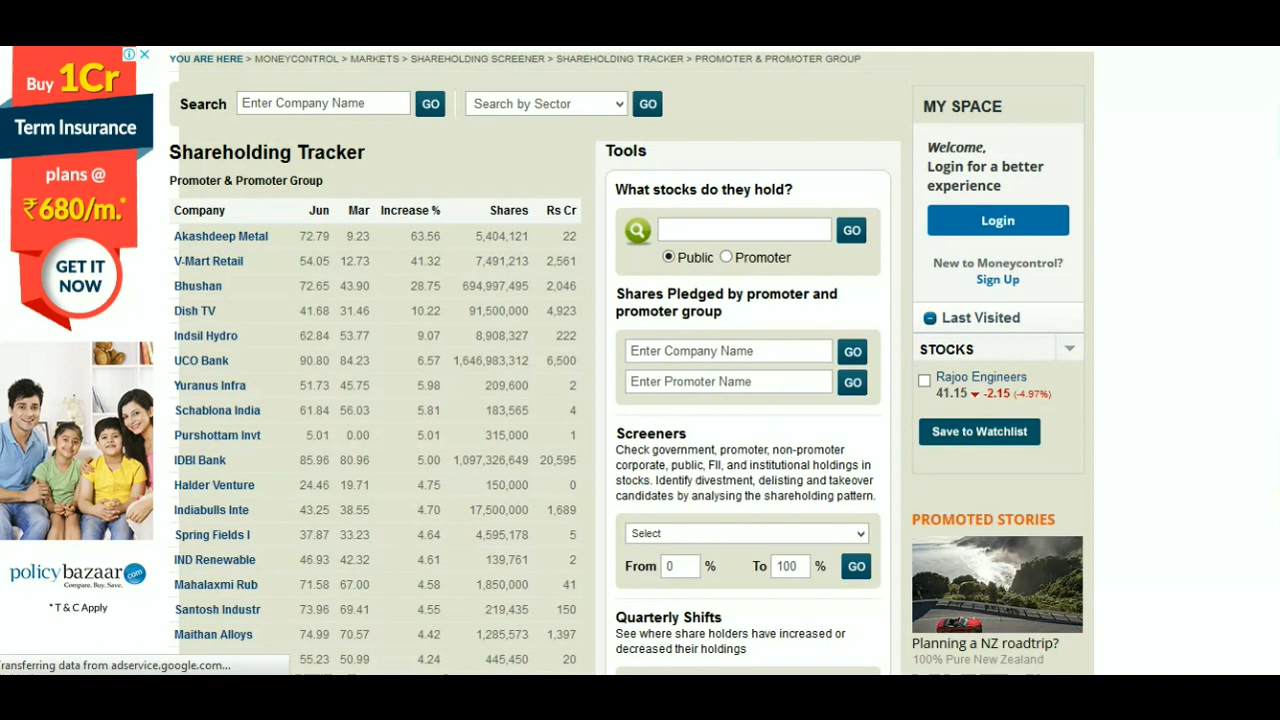 Buy 1Cr
Term Insurance
plans @
₹680/m.*
GET IT
NOW
policybazaar.com
Compare. Buy. Save.
* T & C Apply
YOU ARE HERE > MONEYCONTROL > MARKETS > SHAREHOLDING SCREENER > SHAREHOLDING TRACKER > PROMOTER & PROMOTER GROUP
Search Enter Company Name GO Search by Sector GO
Shareholding Tracker
Promoter & Promoter Group
Company Jun Mar Increase % Shares Rs Cr
Akashdeep Metal 72.79 9.23 63.56 5,404,121 22
V-Mart Retail 54.05 12.73 41.32 7,491,213 2,561
Bhushan 72.65 43.90 28.75 694,997,495 2,046
Dish TV 41.68 31.46 10.22 91,500,000 4,923
Indsil Hydro 62.84 53.77 9.07 8,908,327 222
UCO Bank 90.80 84.23 6.57 1,646,983,312 6,500
Yuranus Infra 51.73 45.75 5.98 209,600 2
Schablona India 61.84 56.03 5.81 183,565 4
Purshottam Invt 5.01 0.00 5.01 315,000 1
IDBI Bank 85.96 80.96 5.00 1,097,326,649 20,595
Halder Venture 24.46 19.71 4.75 150,000 0
Indiabulls Inte 43.25 38.55 4.70 17,500,000 1,689
Spring Fields I 37.87 33.23 4.64 4,595,178 5
IND Renewable 46.93 42.32 4.61 139,761 2
Mahalaxmi Rub 71.58 67.00 4.58 1,850,000 41
Santosh Industr 73.96 69.41 4.55 219,435 150
Maithan Alloys 74.99 70.57 4.42 1,285,573 1,397
55.23 50.99 4.24 445,450 20
Transferring data from adservice.google.com...
Tools
What stocks do they hold?
GO
Public Promoter
Shares Pledged by promoter and
promoter group
Enter Company Name GO
Enter Promoter Name GO
Screeners
Check government, promoter, non-promoter
corporate, public, FII, and institutional holdings in
stocks. Identify divestment, delisting and takeover
candidates by analysing the shareholding pattern.
Select
From 0 % To 100 % GO
Quarterly Shifts
See where share holders have increased or
decreased their holdings
MY SPACE
Welcome,
Login for a better
experience
Login
New to Moneycontrol?
Sign Up
Last Visited
STOCKS
Rajoo Engineers
41.15 -2.15 (-4.97%)
Save to Watchlist
PROMOTED STORIES
Planning a NZ roadtrip?
100% Pure New Zealand